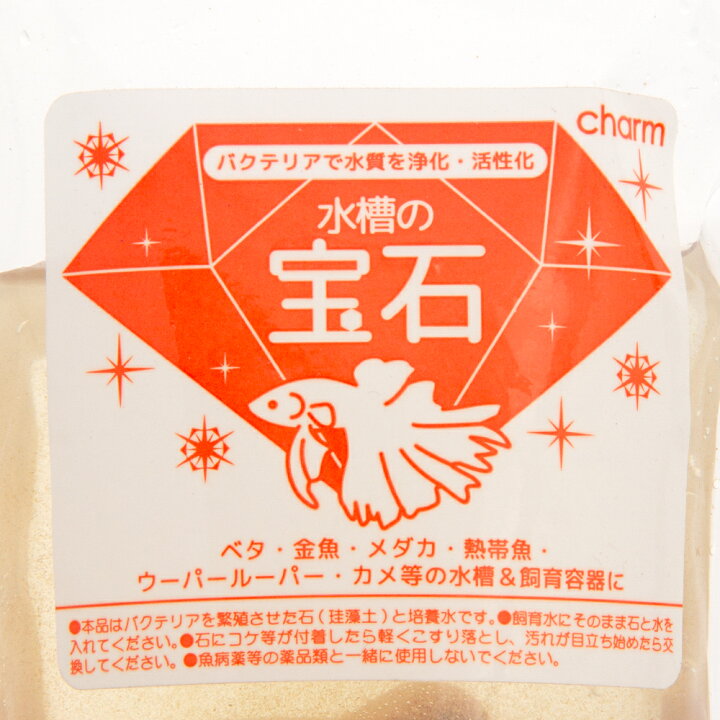 charm
バクテリアで水質を浄化・活性化
水槽の
宝石
ベタ・金魚・メダカ・熱帯魚・
ウーパールーパー・カメ等の水槽&飼育容器に
●本品はバクテリアを繁殖させた石(珪藻土)と培養水です。●飼育水にそのまま石と水を
入れてください。●石にコケ等が付着したら軽くこすり落とし、汚れが目立ち始めたら交
換してください。●魚病薬等の薬品類と一緒に使用しないでください。